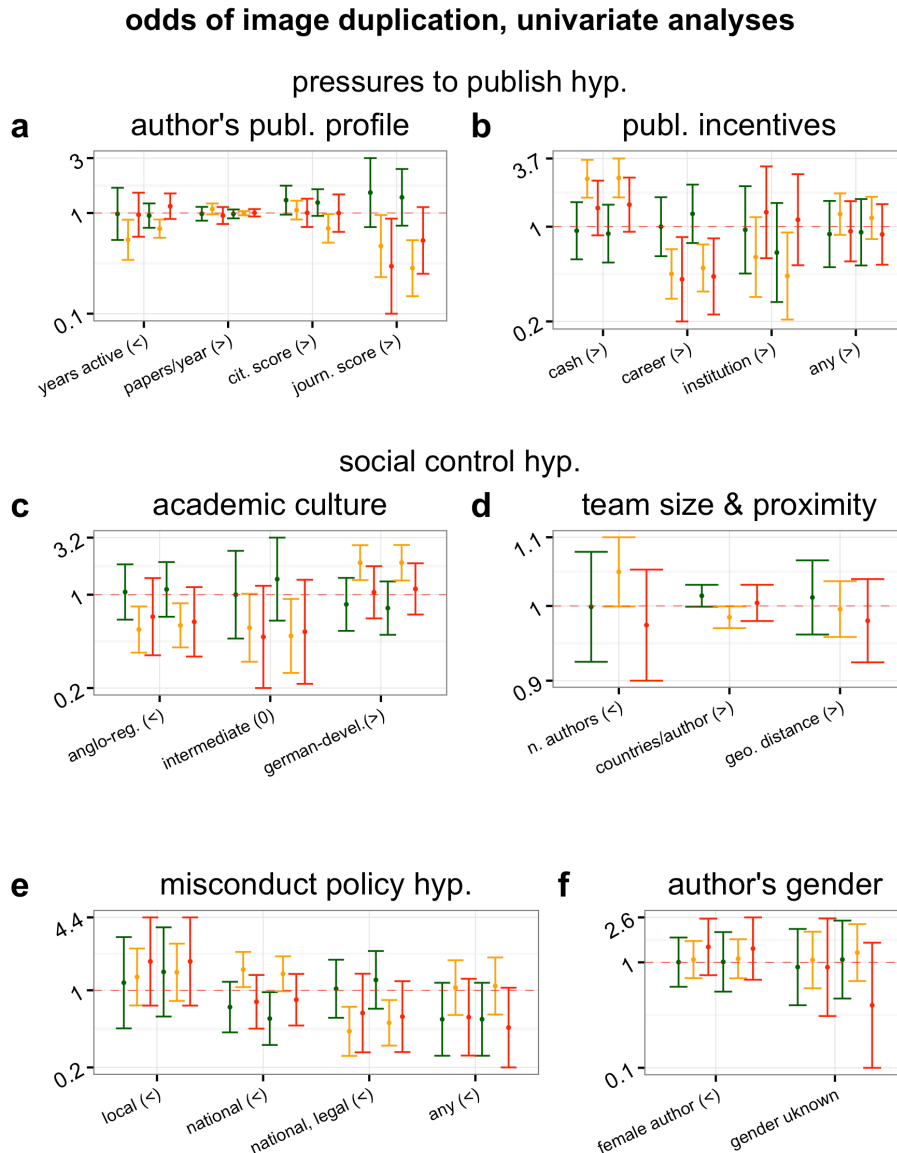 odds of image duplication, univariate analyses
pressures to publish hyp.
a author's publ. profile
3
1
0.1
years active (<)
papers/year (>)
cit. score (>)
journ. score (>)
b publ. incentives
3.7
1
0.2
cash (>)
career (>)
institution (>)
any (>)
social control hyp.
c academic culture
3.2
1
0.2
anglo-reg. (<)
intermediate (0)
german-devel.(>)
d team size & proximity
1.1
1
0.9
n. authors (<)
countries/author (>)
geo. distance (>)
e misconduct policy hyp.
4.4
1
0.2
local (<)
national (<)
national, legal (<)
any (<)
f author's gender
2.6
1
0.1
female author (<)
gender uknown